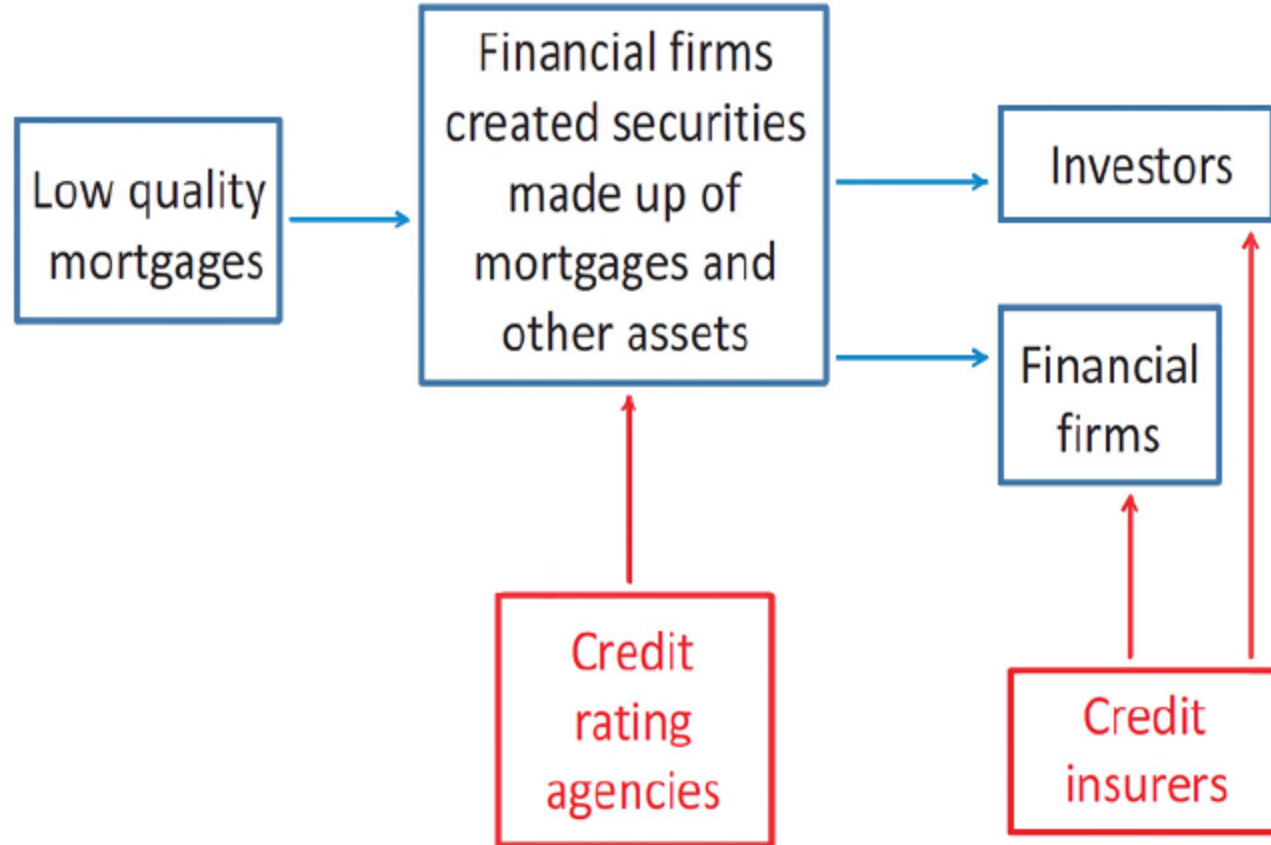 Low quality
mortgages
Financial firms
created securities
made up of
mortgages and
other assets
Investors
Financial
firms
Credit
rating
agencies
Credit
insurers